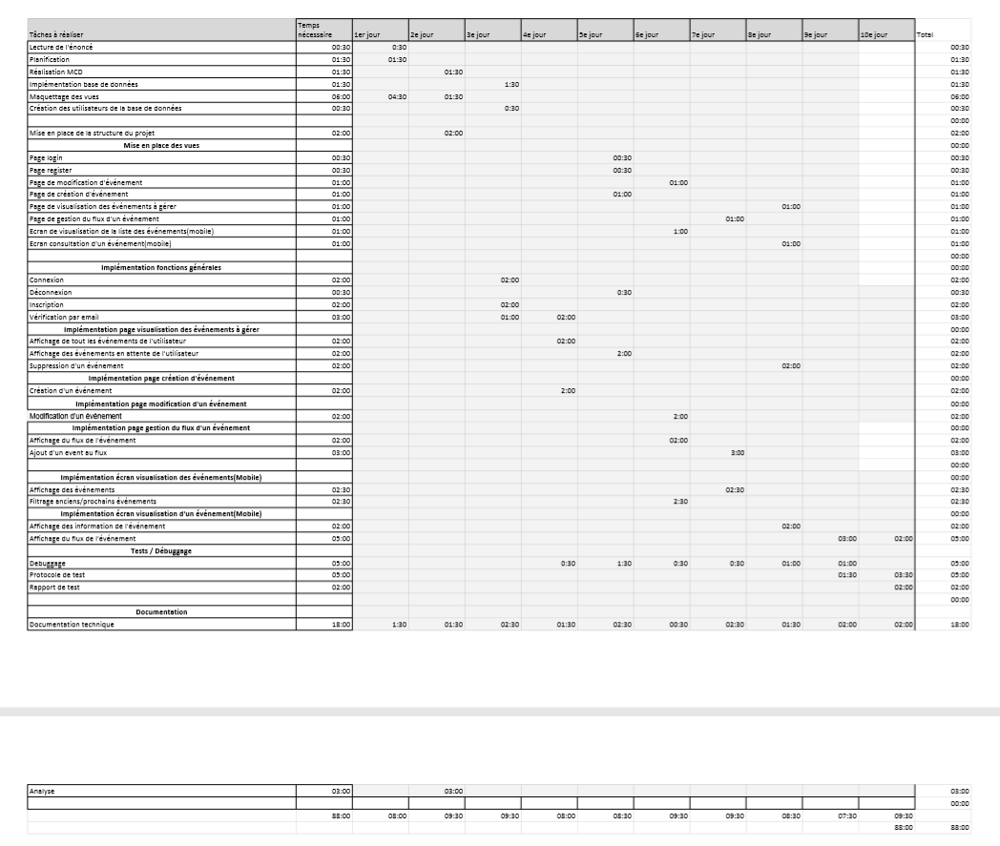 Temps
Tâches à réaliser nécessaire 1er jour 2e jour 3e jour 4e jour 5e jour 6e jour 7e jour 8e jour 9e jour 10e jour Total
Lecture de l'énoncé 00:30 0:30 00:30
Planification 01:30 01:30 01:30
Réalisation MCD 01:30 01:30 01:30
Implémentation base de données 01:30 1:30 01:30
Maquettage des vues 06:00 04:30 01:30 06:00
Création des utilisateurs de la base de données 00:30 0:30 00:30
00:00
Mise en place de la structure du projet 02:00 02:00 02:00
Mise en place des vues 00:00
Page login 00:30 00:30 00:30
Page register 00:30 00:30 00:30
Page de modification d'événement 01:00 01:00 01:00
Page de création d'événement 01:00 01:00 01:00
Page de visualisation des événements à gérer 01:00 01:00 01:00
Page de gestion du flux d'un événement 01:00 01:00 01:00
Ecran de visualisation de la liste des événements(mobile) 01:00 1:00 01:00
Ecran consultation d'un événement(mobile) 01:00 01:00 01:00
00:00
Implémentation fonctions générales 00:00
Connexion 02:00 02:00 02:00
Déconnexion 00:30 0:30 00:30
Inscription 02:00 02:00 02:00
Vérification par email 03:00 01:00 02:00 03:00
Implémentation page visualisation des événements à gérer 00:00
Affichage de tout les événements de l'utilisateur 02:00 02:00 02:00
Affichage des événements en attente de l'utilisateur 02:00 2:00 02:00
Suppression d'un événement 02:00 02:00 02:00
Implémentation page création d'événement 00:00
Création d'un événement 02:00 2:00 02:00
Implémentation page modification d'un événement 00:00
Modification d'un événement 02:00 2:00 02:00
Implémentation page gestion du flux d'un événement 00:00
Affichage du flux de l'événement 02:00 02:00 02:00
Ajout d'un event au flux 03:00 3:00 03:00
00:00
Implémentation écran visualisation des événements(Mobile) 00:00
Affichage des événements 02:30 02:30 02:30
Filtrage anciens/prochains événements 02:30 2:30 02:30
Implémentation écran visualisation d'un événement(Mobile) 00:00
Affichage des information de l'événement 02:00 02:00 02:00
Affichage du flux de l'événement 05:00 03:00 02:00 05:00
Tests / Débuggage
Debuggage 05:00 0:30 1:30 0:30 0:30 01:00 01:00 05:00
Protocole de test 05:00 01:30 03:30 05:00
Rapport de test 02:00 02:00 02:00
00:00
Documentation
Documentation technique 18:00 1:30 01:30 02:30 01:30 02:30 00:30 02:30 01:30 02:00 02:00 18:00
Analyse 03:00 03:00 03:00
00:00
88:00 08:00 09:30 09:30 08:00 08:30 09:30 09:30 08:30 07:30 09:30
88:00 88:00